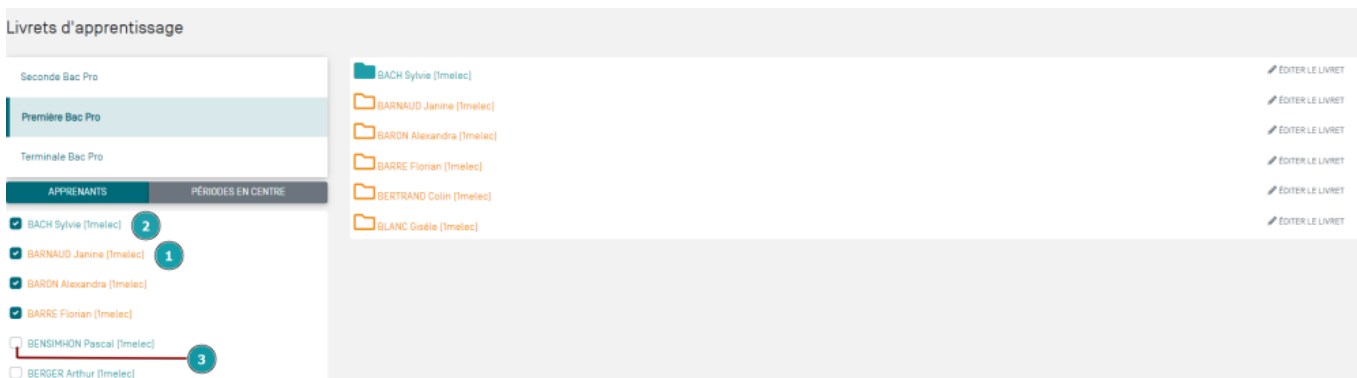 Livrets d'apprentissage
Seconde Bac Pro
Première Bac Pro
Terminale Bac Pro
APPRENANTS PÉRIODES EN CENTRE
BACH Sylvie (1melec) 2
BARNAUD Janine (1melec) 1
BARON Alexandra (1melec)
BARRE Florian (1melec)
BENSIMHON Pascal (1melec)
3
BERGER Arthur (1melec)
BACH Sylvie (1melec) ÉDITER LE LIVRET
BARNAUD Janine (1melec) ÉDITER LE LIVRET
BARON Alexandra (1melec) ÉDITER LE LIVRET
BARRE Florian (1melec) ÉDITER LE LIVRET
BERTRAND Colin (1melec) ÉDITER LE LIVRET
BLANC Gisèle (1melec) ÉDITER LE LIVRET